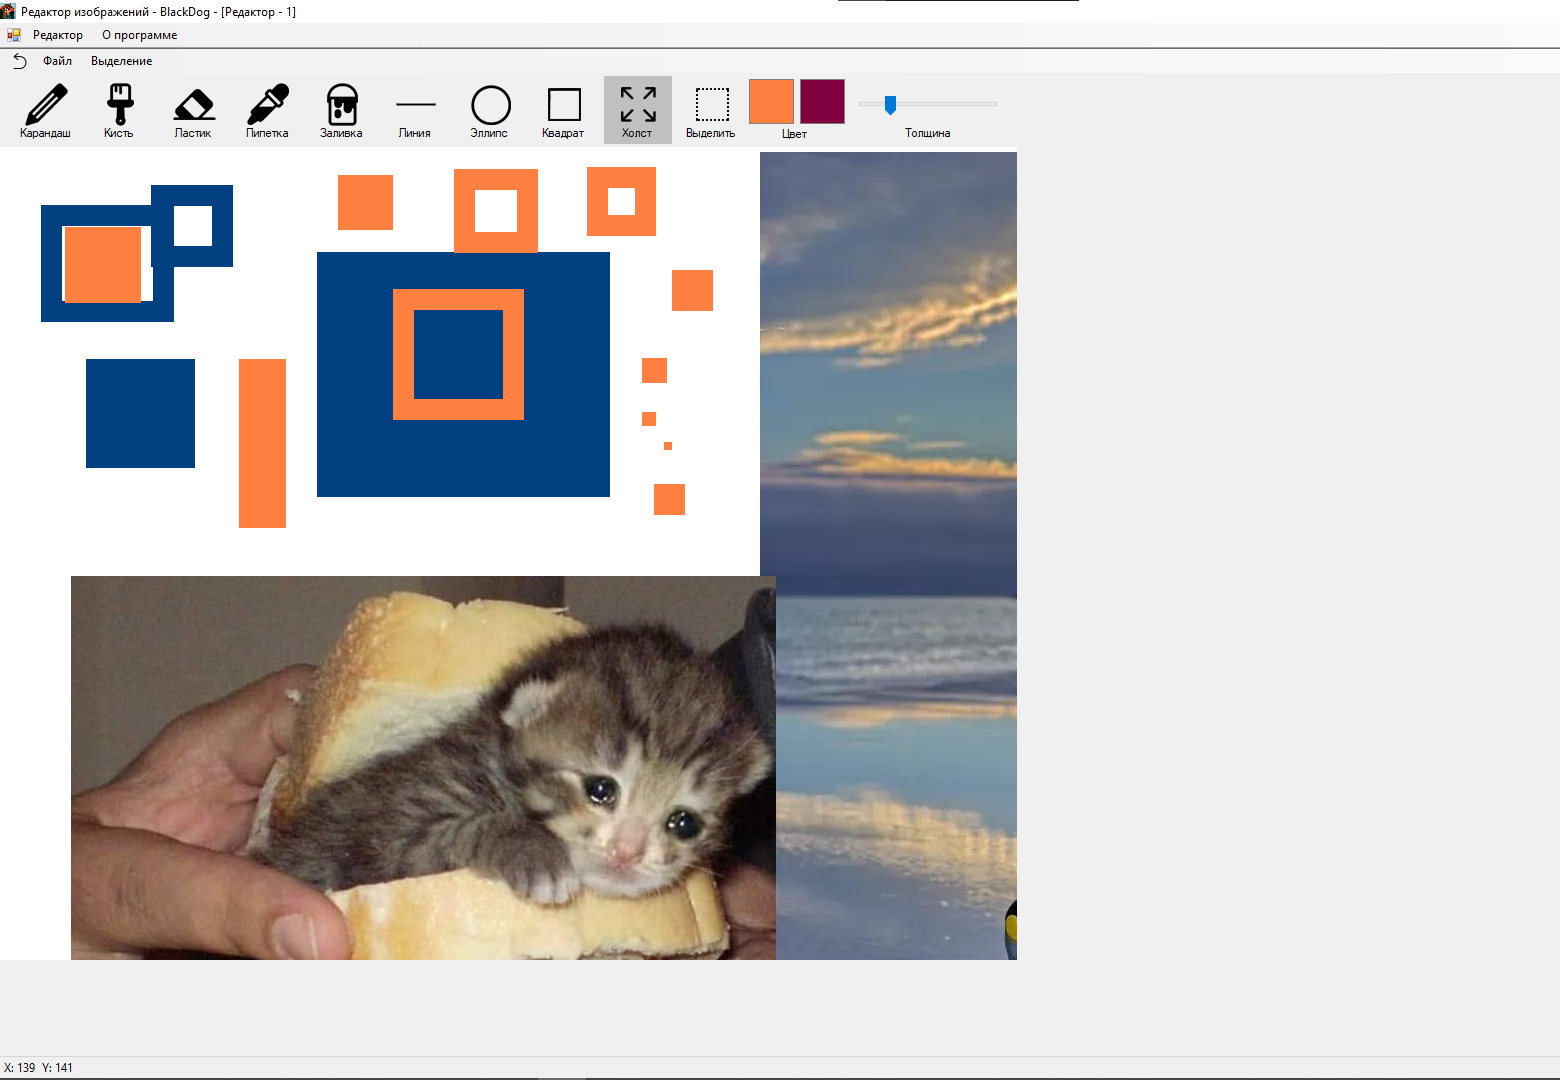 Редактор изображений - BlackDog - [Редактор - 1]
Редактор О программе
Файл Выделение
Карандаш Кисть Ластик Пипетка Заливка Линия Эллипс Квадрат Холст Выделить Цвет Толщина
X: 139 Y: 141